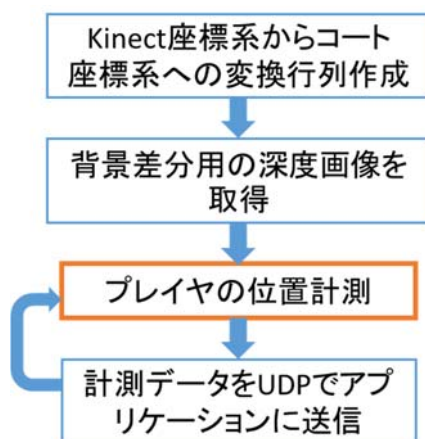 Kinect座標系からコート
座標系への変換行列作成
背景差分用の深度画像を
取得
プレイヤの位置計測
計測データをUDPでアプ
リケーションに送信